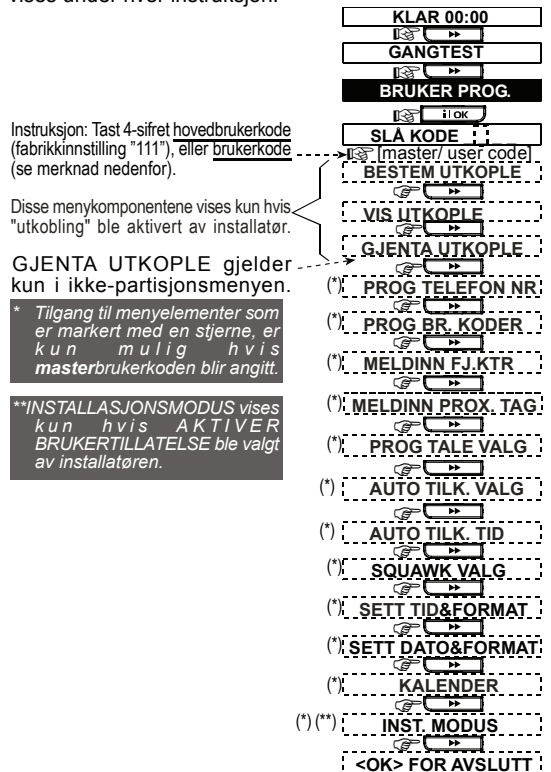 vises under hver instruksjon.
KLAR 00:00
GANGTEST
BRUKER PROG.
i | OK
SLÅ KODE
Instruksjon: Tast 4-sifret hovedbrukerkode
(fabrikkinnstilling "111"), eller brukerkode
(se merknad nedenfor).
[master/ user code]
BESTEM UTKOPLE
Disse menykomponentene vises kun hvis
"utkobling" ble aktivert av installatør.
VIS UTKOPLE
GJENTA UTKOPLE
GJENTA UTKOPLE gjelder
kun i ikke-partisjonsmenyen.
(*) PROG TELEFON NR
* Tilgang til menyelementer som
er markert med en stjerne, er
kun mulig hvis
masterbrukerkoden blir angitt.
(*) PROG BR. KODER
(*) MELDINN FJ.KTR
**INSTALLASJONSMODUS vises
kun hvis AKTIVER
BRUKERTILLATELSE ble valgt
av installatøren.
(*) MELDINN PROX. TAG
(*) PROG TALE VALG
(*) AUTO TILK. VALG
(*) AUTO TILK. TID
(*) SQUAWK VALG
(*) SETT TID&FORMAT
(*) SETT DATO&FORMAT
(*) KALENDER
(*) (**) INST. MODUS
<OK> FOR AVSLUTT